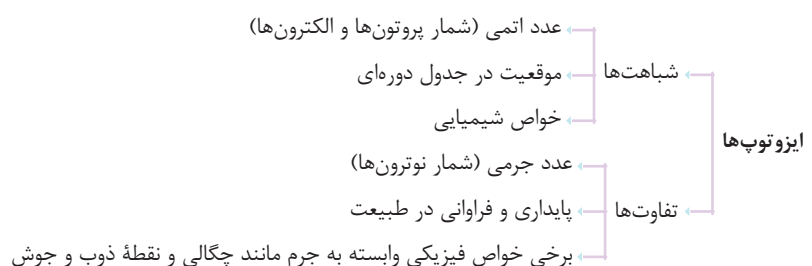 ایزوتوپ‌ها
شباهت‌ها
عدد اتمی (شمار پروتون‌ها و الکترون‌ها)
موقعیت در جدول دوره‌ای
خواص شیمیایی
تفاوت‌ها
عدد جرمی (شمار نوترون‌ها)
پایداری و فراوانی در طبیعت
برخی خواص فیزیکی وابسته به جرم مانند چگالی و نقطهٔ ذوب و جوش